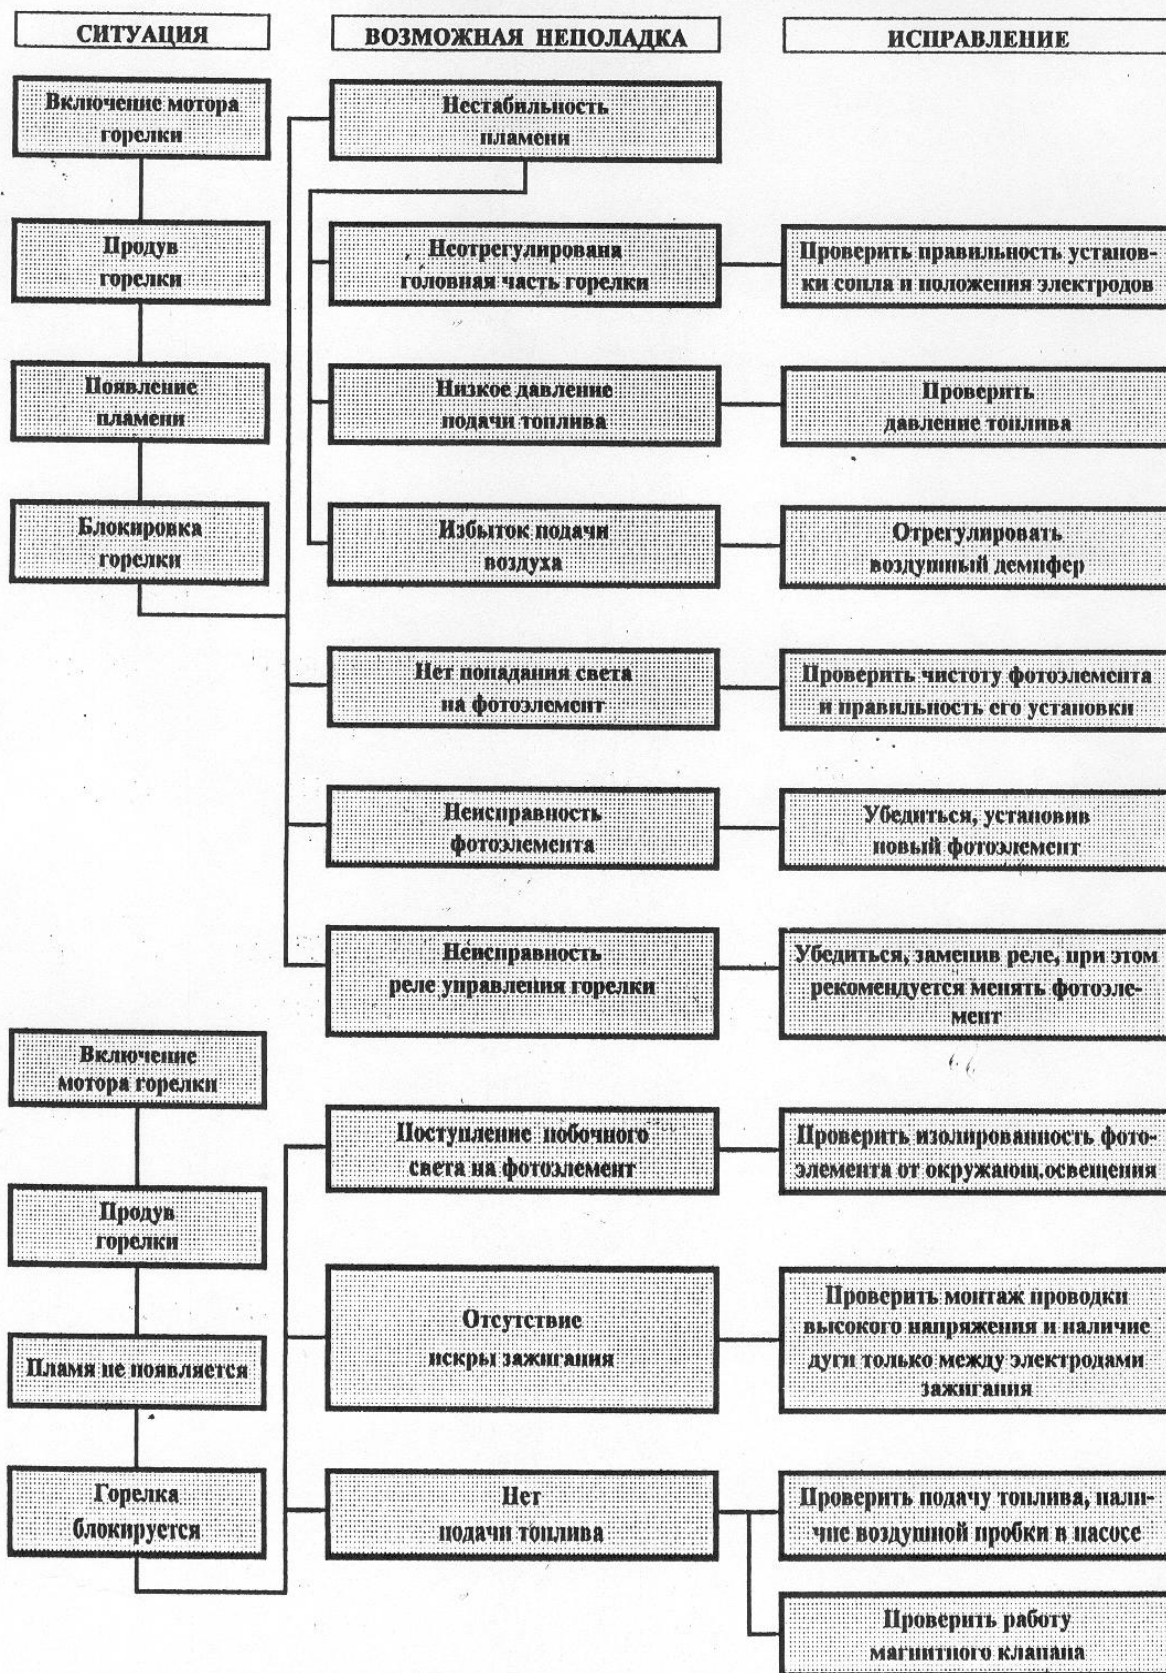 СИТУАЦИЯ
ВОЗМОЖНАЯ НЕПОЛАДКА
ИСПРАВЛЕНИЕ
Включение мотора
горелки
Нестабильность
пламени
Продув
горелки
Неотрегулирована
головная часть горелки
Проверить правильность установ-
ки сопла и положения электродов
Появление
пламени
Низкое давление
подачи топлива
Проверить
давление топлива
Блокировка
горелки
Избыток подачи
воздуха
Отрегулировать
воздушный демпфер
Нет попадания света
на фотоэлемент
Проверить чистоту фотоэлемента
и правильность его установки
Неисправность
фотоэлемента
Убедиться, установив
новый фотоэлемент
Неисправность
реле управления горелки
Убедиться, заменив реле, при этом
рекомендуется менять фотоэле-
мент
Включение
мотора горелки
Поступление побочного
света на фотоэлемент
Проверить изолированность фото-
элемента от окружающ.освещения
Продув
горелки
Отсутствие
искры зажигания
Проверить монтаж проводки
высокого напряжения и наличие
дуги только между электродами
зажигания
Пламя не появляется
Горелка
блокируется
Нет
подачи топлива
Проверить подачу топлива, нали-
чие воздушной пробки в насосе
Проверить работу
магнитного клапана